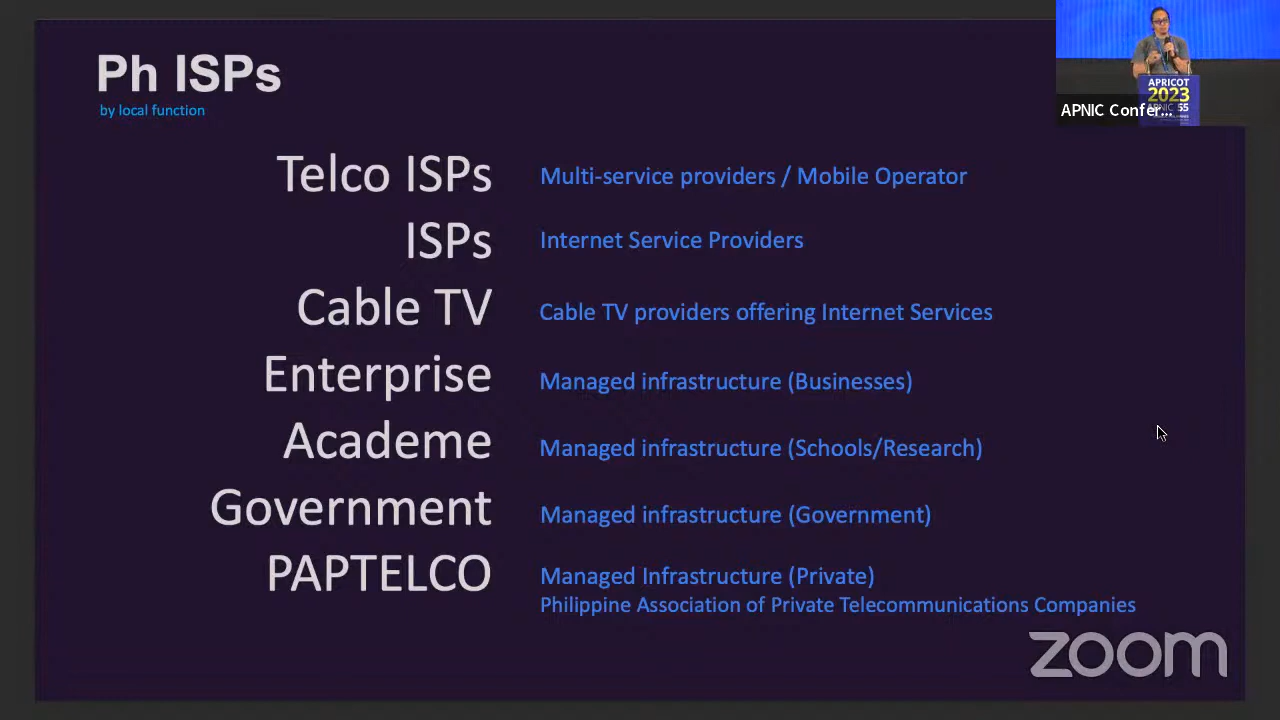 Ph ISPs
by local function
Telco ISPs Multi-service providers / Mobile Operator
ISPs Internet Service Providers
Cable TV Cable TV providers offering Internet Services
Enterprise Managed infrastructure (Businesses)
Academe Managed infrastructure (Schools/Research)
Government Managed infrastructure (Government)
PAPTELCO Managed Infrastructure (Private)
Philippine Association of Private Telecommunications Companies
APRICOT
2023
APNIC 55
APNIC Confer...
zoom